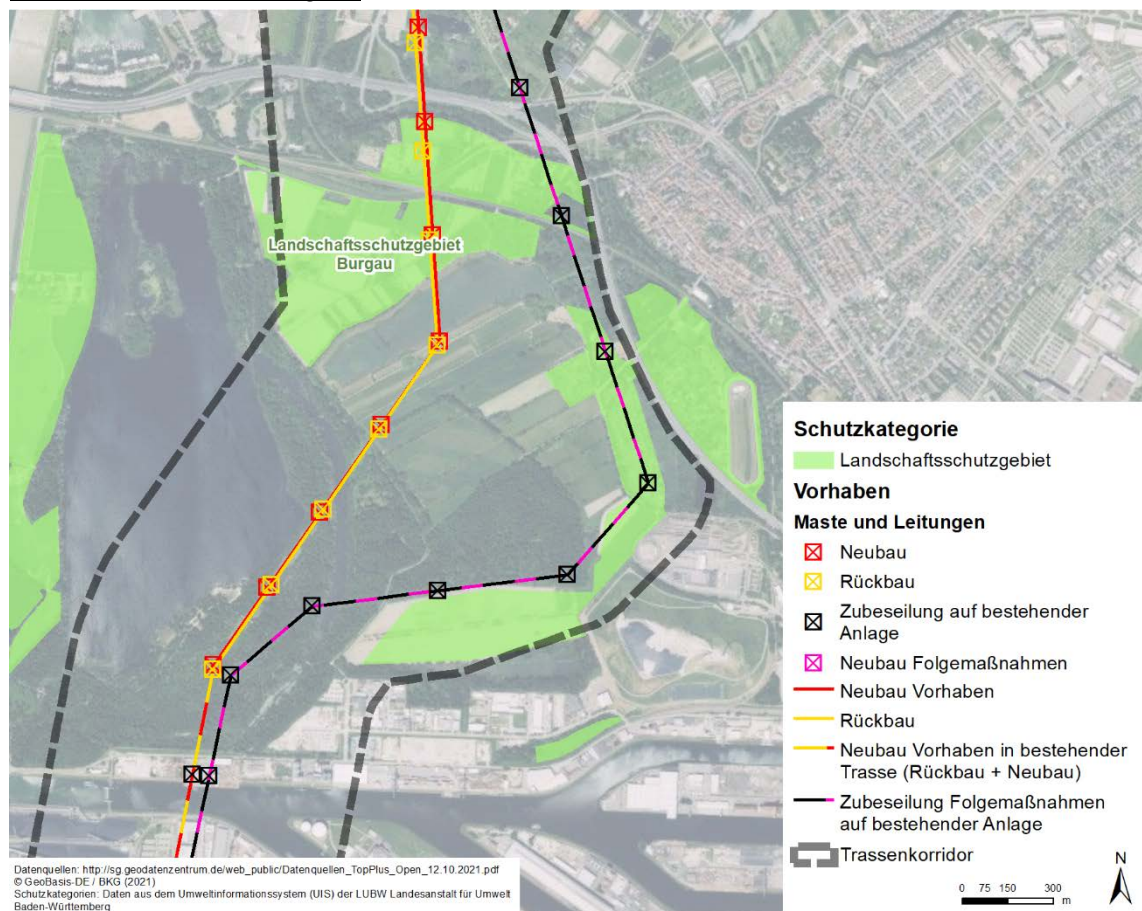 Landschaftsschutzgebiet
Burgau
Schutzkategorie
Landschaftsschutzgebiet
Vorhaben
Maste und Leitungen
Neubau
Rückbau
Zubeseilung auf bestehender
Anlage
Neubau Folgemaßnahmen
Neubau Vorhaben
Rückbau
Neubau Vorhaben in bestehender
Trasse (Rückbau + Neubau)
Zubeseilung Folgemaßnahmen
auf bestehender Anlage
Trassenkorridor
N
0 75 150 300
m
Datenquellen: http://sg.geodatenzentrum.de/web_public/Datenquellen_TopPlus_Open_12.10.2021.pdf
© GeoBasis-DE / BKG (2021)
Schutzkategorien: Daten aus dem Umweltinformationssystem (UIS) der LUBW Landesanstalt für Umwelt
Baden-Württemberg